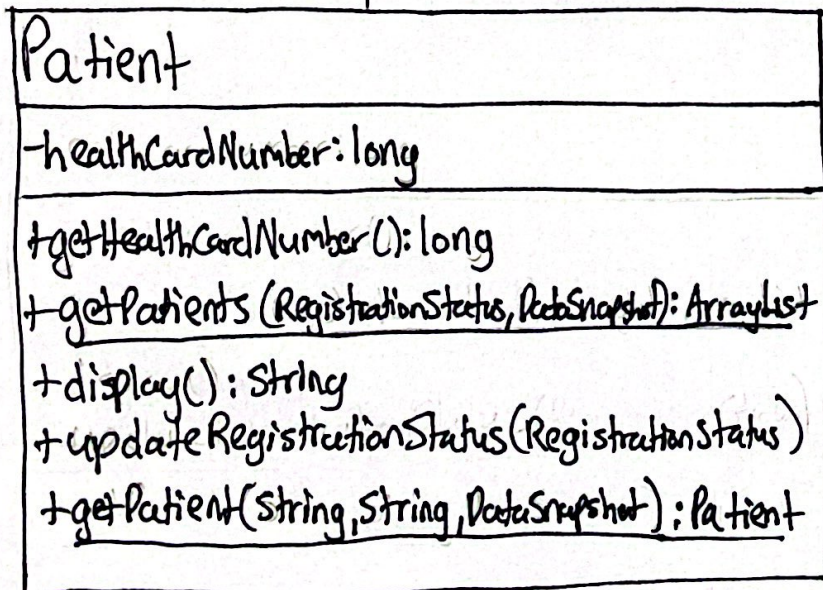 Patient
-healthCardNumber: long
+getHealthCardNumber(): long
+getPatients (RegistrationStatus, DataSnapshot): ArrayList
+display(): String
+updateRegistrationStatus(RegistrationStatus)
+getPatient(String, String, DataSnapshot): Patient